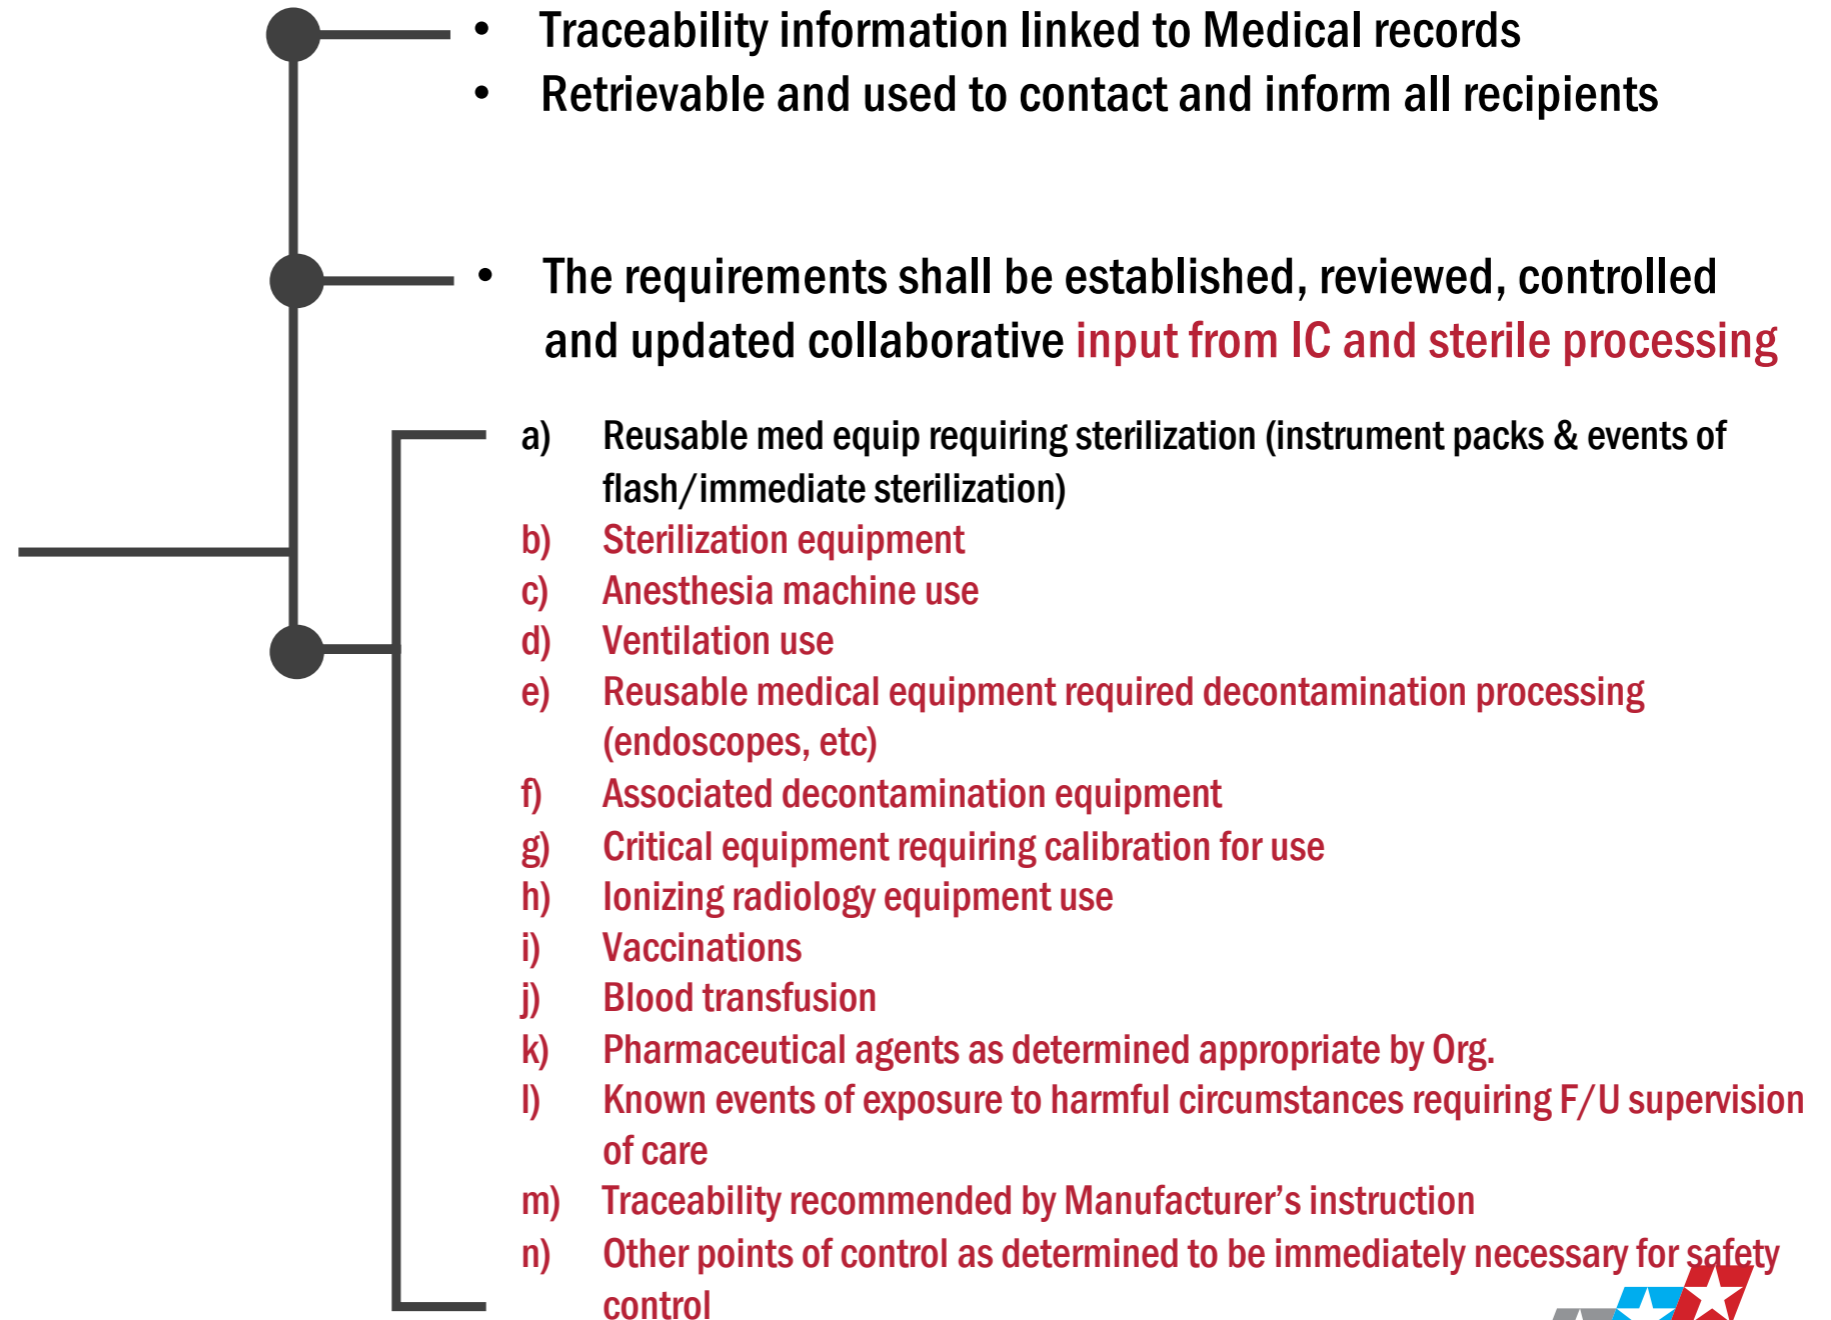 • Traceability information linked to Medical records
• Retrievable and used to contact and inform all recipients
• The requirements shall be established, reviewed, controlled
and updated collaborative input from IC and sterile processing
a) Reusable med equip requiring sterilization (instrument packs & events of
flash/immediate sterilization)
b) Sterilization equipment
c) Anesthesia machine use
d) Ventilation use
e) Reusable medical equipment required decontamination processing
(endoscopes, etc)
f) Associated decontamination equipment
g) Critical equipment requiring calibration for use
h) Ionizing radiology equipment use
i) Vaccinations
j) Blood transfusion
k) Pharmaceutical agents as determined appropriate by Org.
l) Known events of exposure to harmful circumstances requiring F/U supervision
of care
m) Traceability recommended by Manufacturer’s instruction
n) Other points of control as determined to be immediately necessary for safety
control